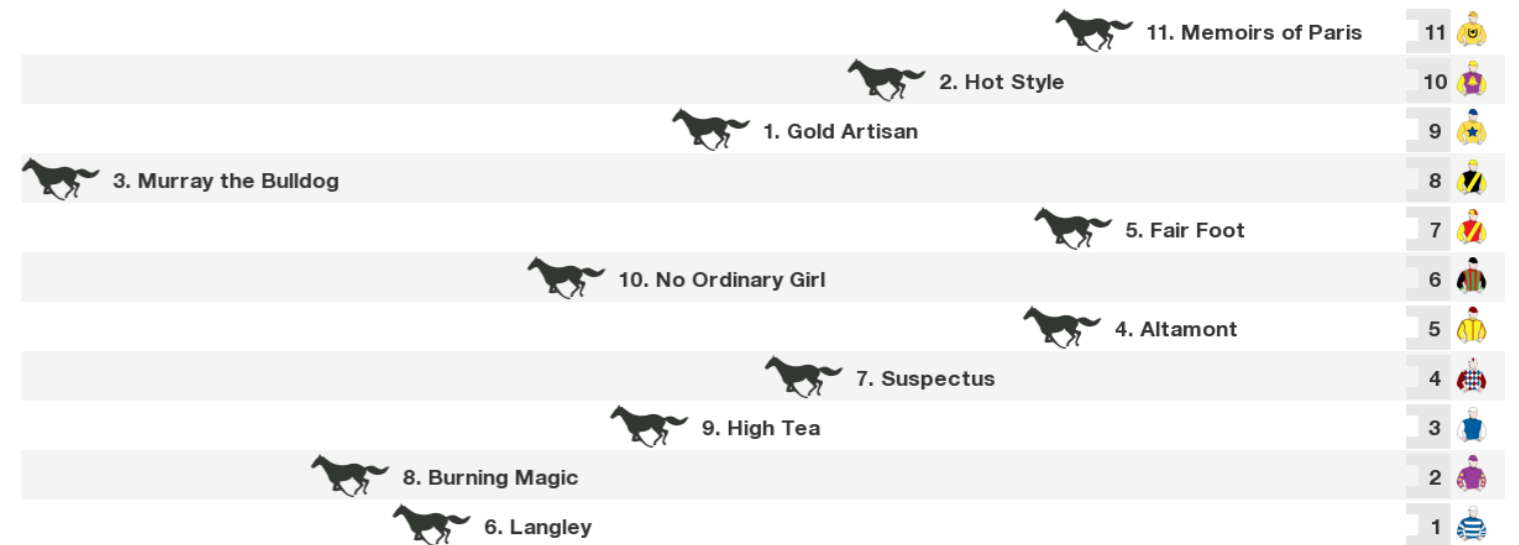 11. Memoirs of Paris 11
2. Hot Style 10
1. Gold Artisan 9
3. Murray the Bulldog 8
5. Fair Foot 7
10. No Ordinary Girl 6
4. Altamont 5
7. Suspectus 4
9. High Tea 3
8. Burning Magic 2
6. Langley 1